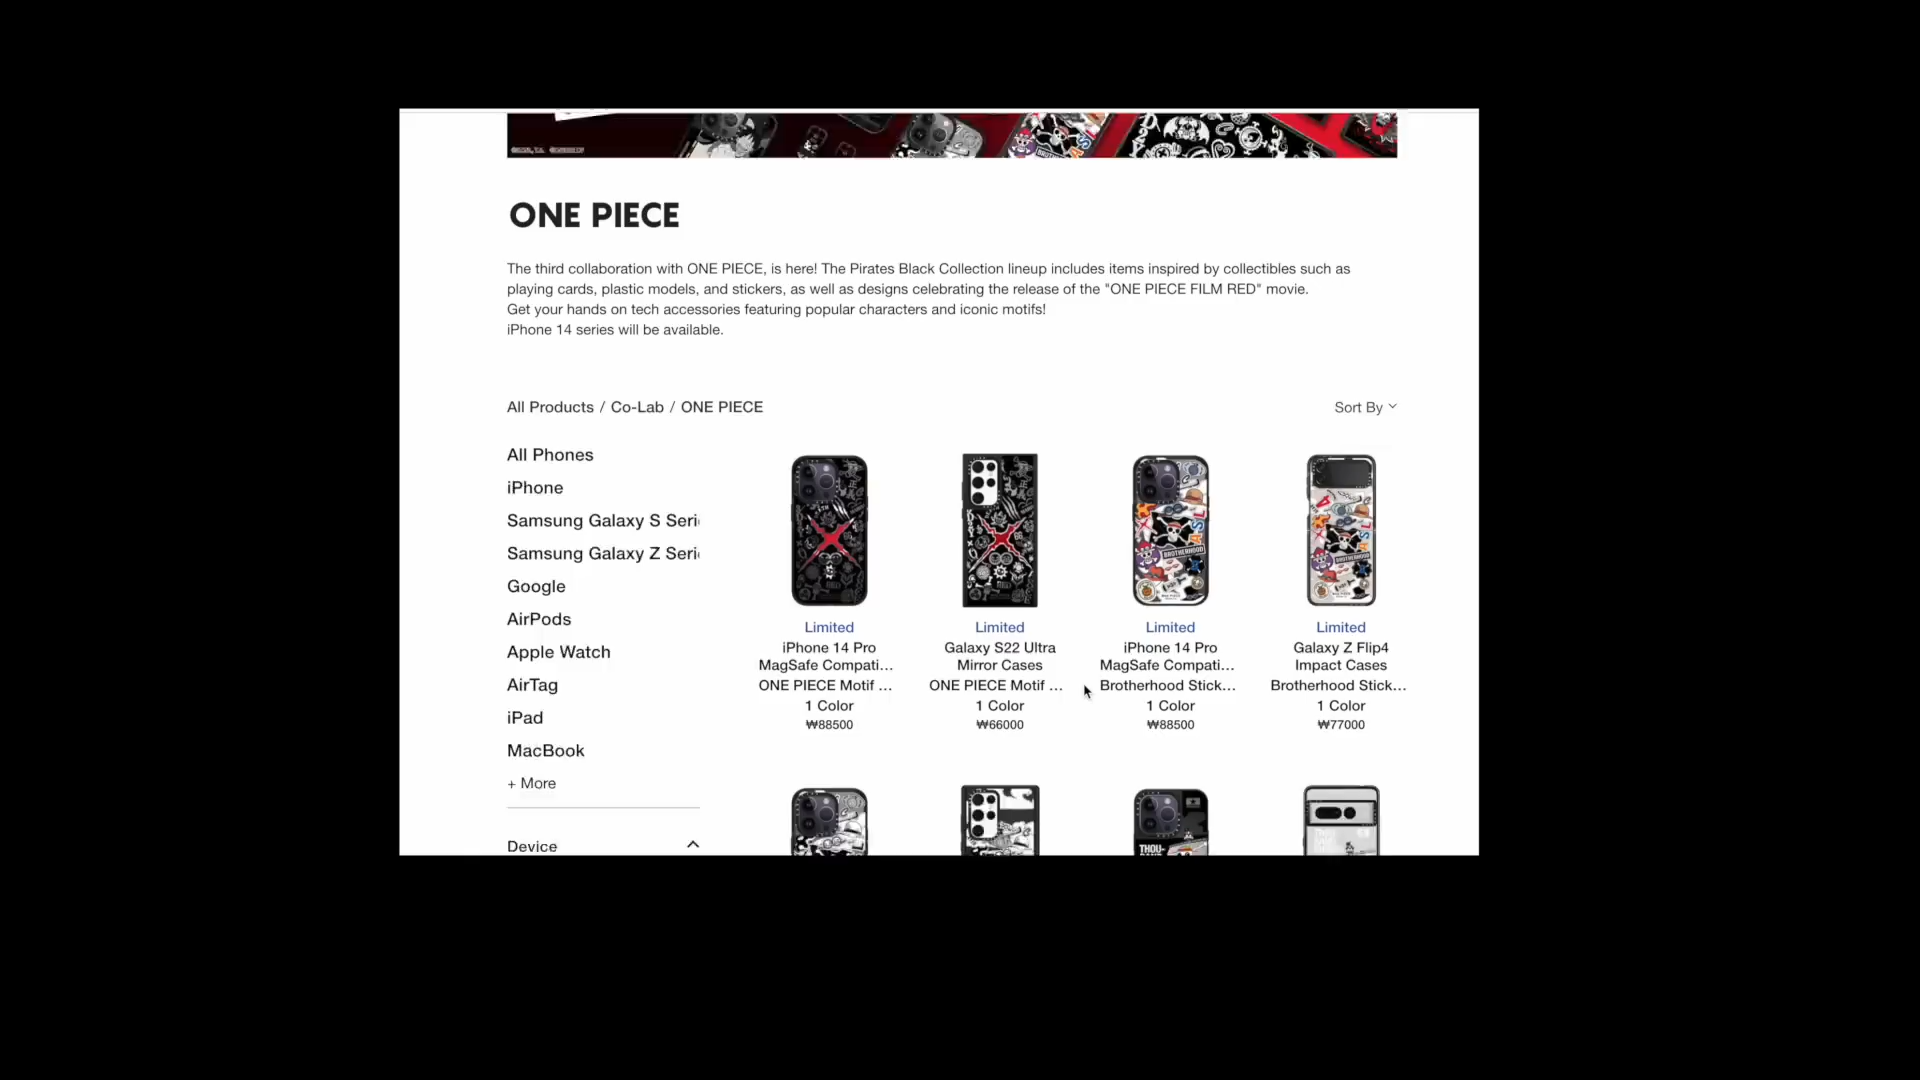 ONE PIECE
The third collaboration with ONE PIECE, is here! The Pirates Black Collection lineup includes items inspired by collectibles such as
playing cards, plastic models, and stickers, as well as designs celebrating the release of the "ONE PIECE FILM RED" movie.
Get your hands on tech accessories featuring popular characters and iconic motifs!
iPhone 14 series will be available.
All Products / Co-Lab / ONE PIECE
Sort By
All Phones
iPhone
Samsung Galaxy S Seri
Samsung Galaxy Z Seri
Google
AirPods
Apple Watch
AirTag
iPad
MacBook
+ More
Device
BROTHERHOOD
Limited
iPhone 14 Pro
MagSafe Compati...
ONE PIECE Motif ...
1 Color
₩88500
Limited
Galaxy S22 Ultra
Mirror Cases
ONE PIECE Motif ...
1 Color
₩66000
Limited
iPhone 14 Pro
MagSafe Compati...
Brotherhood Stick...
1 Color
₩88500
Limited
Galaxy Z Flip4
Impact Cases
Brotherhood Stick...
1 Color
₩77000
THOU-